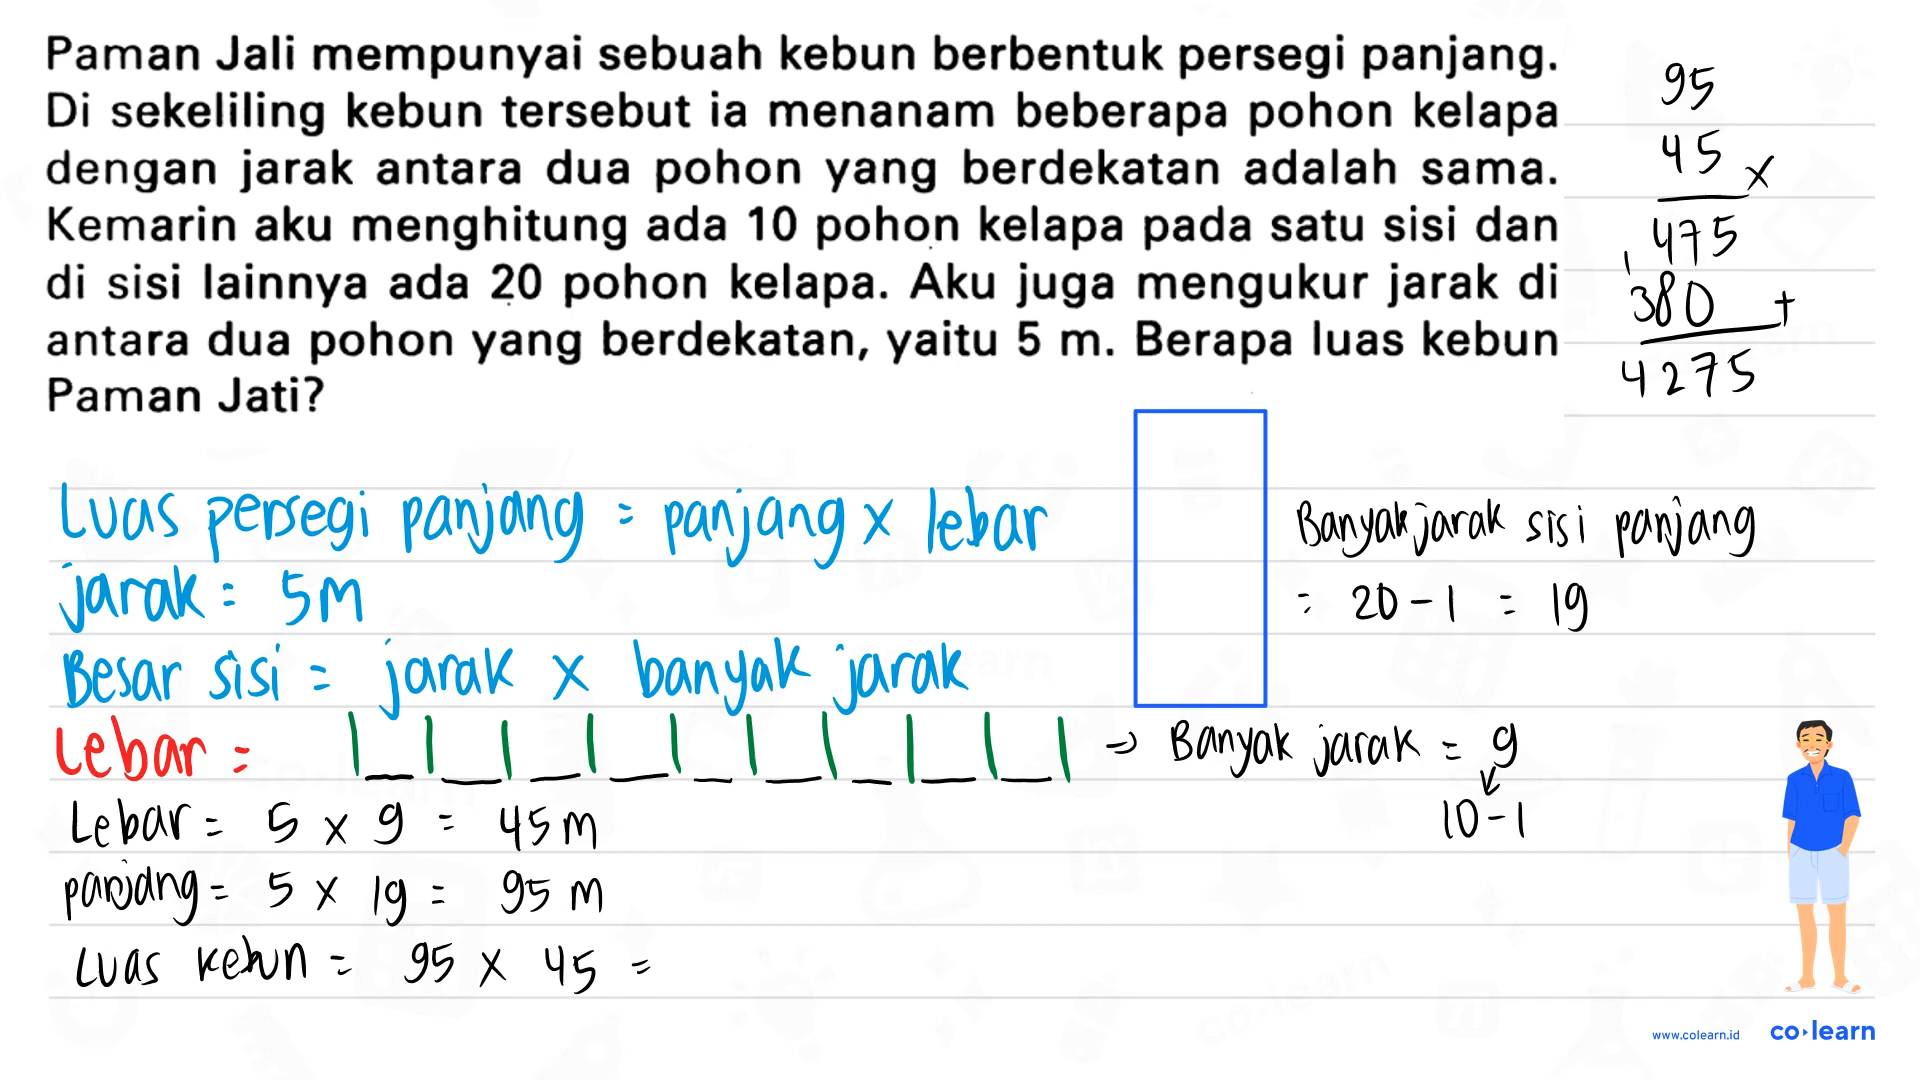 Paman Jali mempunyai sebuah kebun berbentuk persegi panjang.
Di sekeliling kebun tersebut ia menanam beberapa pohon kelapa
dengan jarak antara dua pohon yang berdekatan adalah sama.
Kemarin aku menghitung ada 10 pohon kelapa pada satu sisi dan
di sisi lainnya ada 20 pohon kelapa. Aku juga mengukur jarak di
antara dua pohon yang berdekatan, yaitu 5 m. Berapa luas kebun
Paman Jati?
95
45 x
475
1
380 +
4275
Luas persegi panjang = panjang x lebar
jarak = 5m
Besar sisi = jarak x banyak jarak
Banyak jarak sisi panjang
= 20 - 1 = 19
Lebar = => Banyak jarak = 9
10 - 1
Lebar = 5 x 9 = 45 m
panjang = 5 x 19 = 95 m
Luas kebun = 95 x 45 =
www.colearn.id co learn